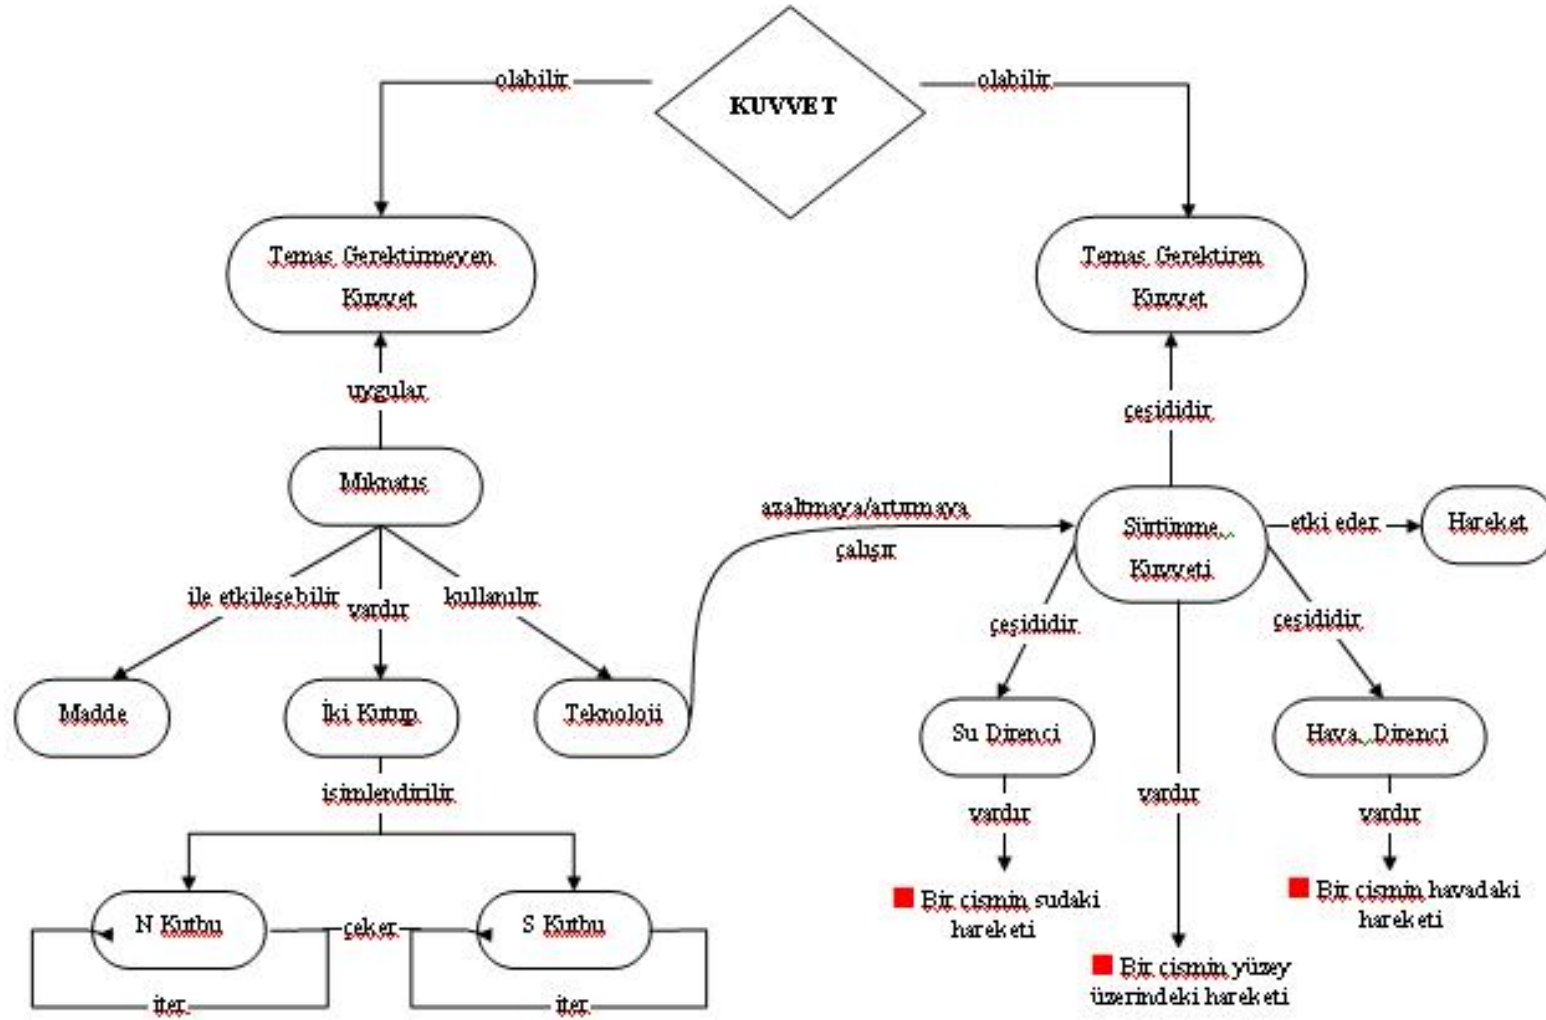 olabilir
KUVVET
olabilir
Temas Gerektirmeyen
Kuvvet
Temas Gerektiren
Kuvvet
uygular
çeşididir
Mıknatıs
azaltmaya/artırmaya
çalışır
Sürtünme
Kuvveti
etki eder
Hareket
ile etkileşebilir
vardır
kullanılır
çeşididir
çeşididir
Madde
İki Kutup
Teknoloji
Su Direnci
Hava Direnci
isimlendirilir
vardır
vardır
vardır
N Kutbu
çeker
S Kutbu
Bir cismin sudaki
hareketi
Bir cismin havadaki
hareketi
Bir cismin yüzey
üzerindeki hareketi
iter
iter